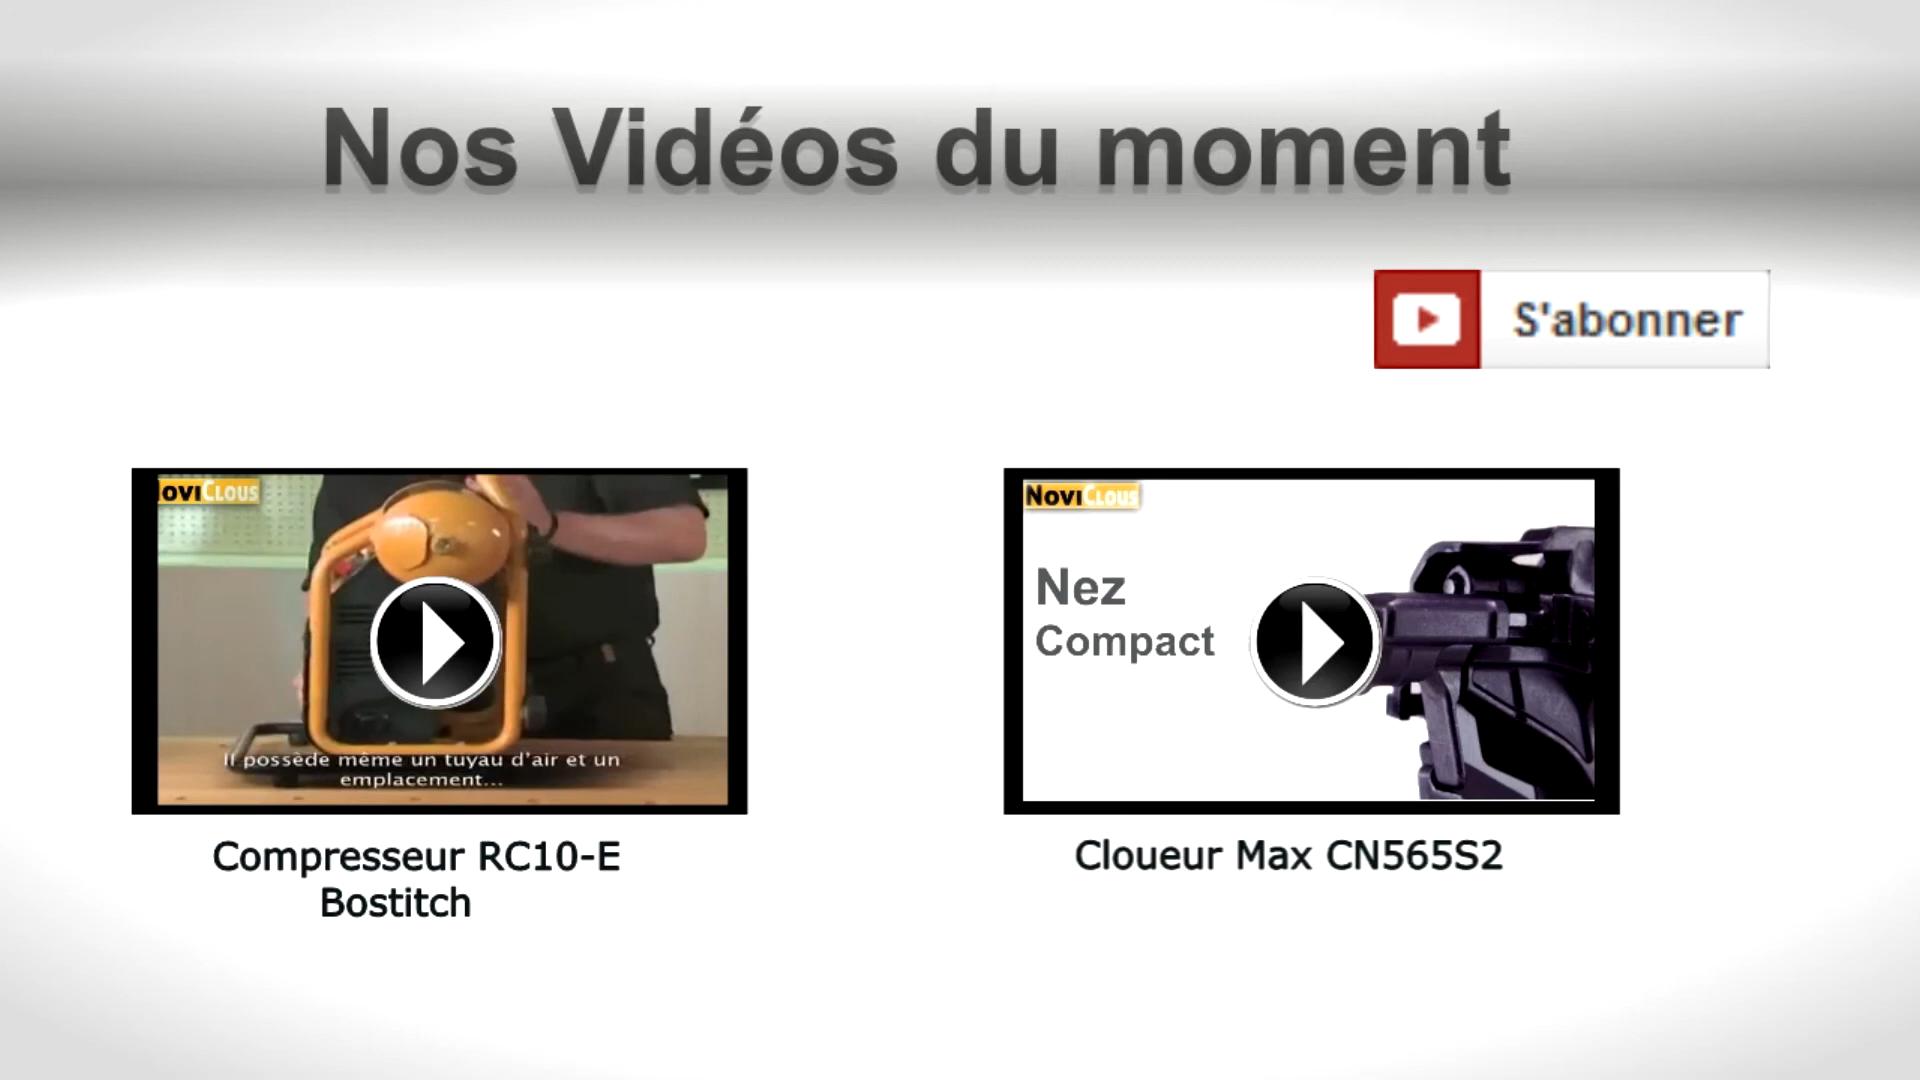 Nos Vidéos du moment
S'abonner
OVICLOUS
Il possède même un tuyau d'air et un
emplacement...
Compresseur RC10-E
Bostitch
NOVICLOUS
Nez
Compact
Cloueur Max CN565S2